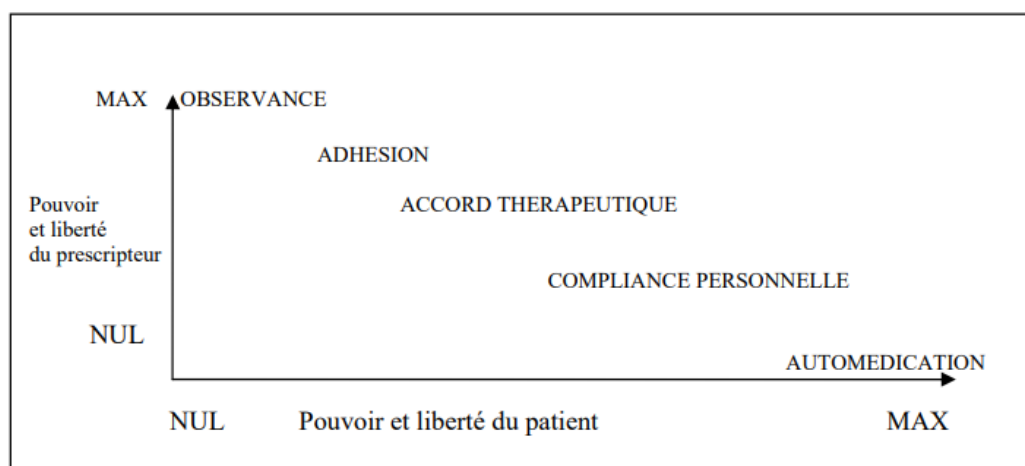 MAX OBSERVANCE
ADHESION
Pouvoir
et liberté
du prescripteur
ACCORD THERAPEUTIQUE
COMPLIANCE PERSONNELLE
NUL
AUTOMEDICATION
NUL Pouvoir et liberté du patient MAX